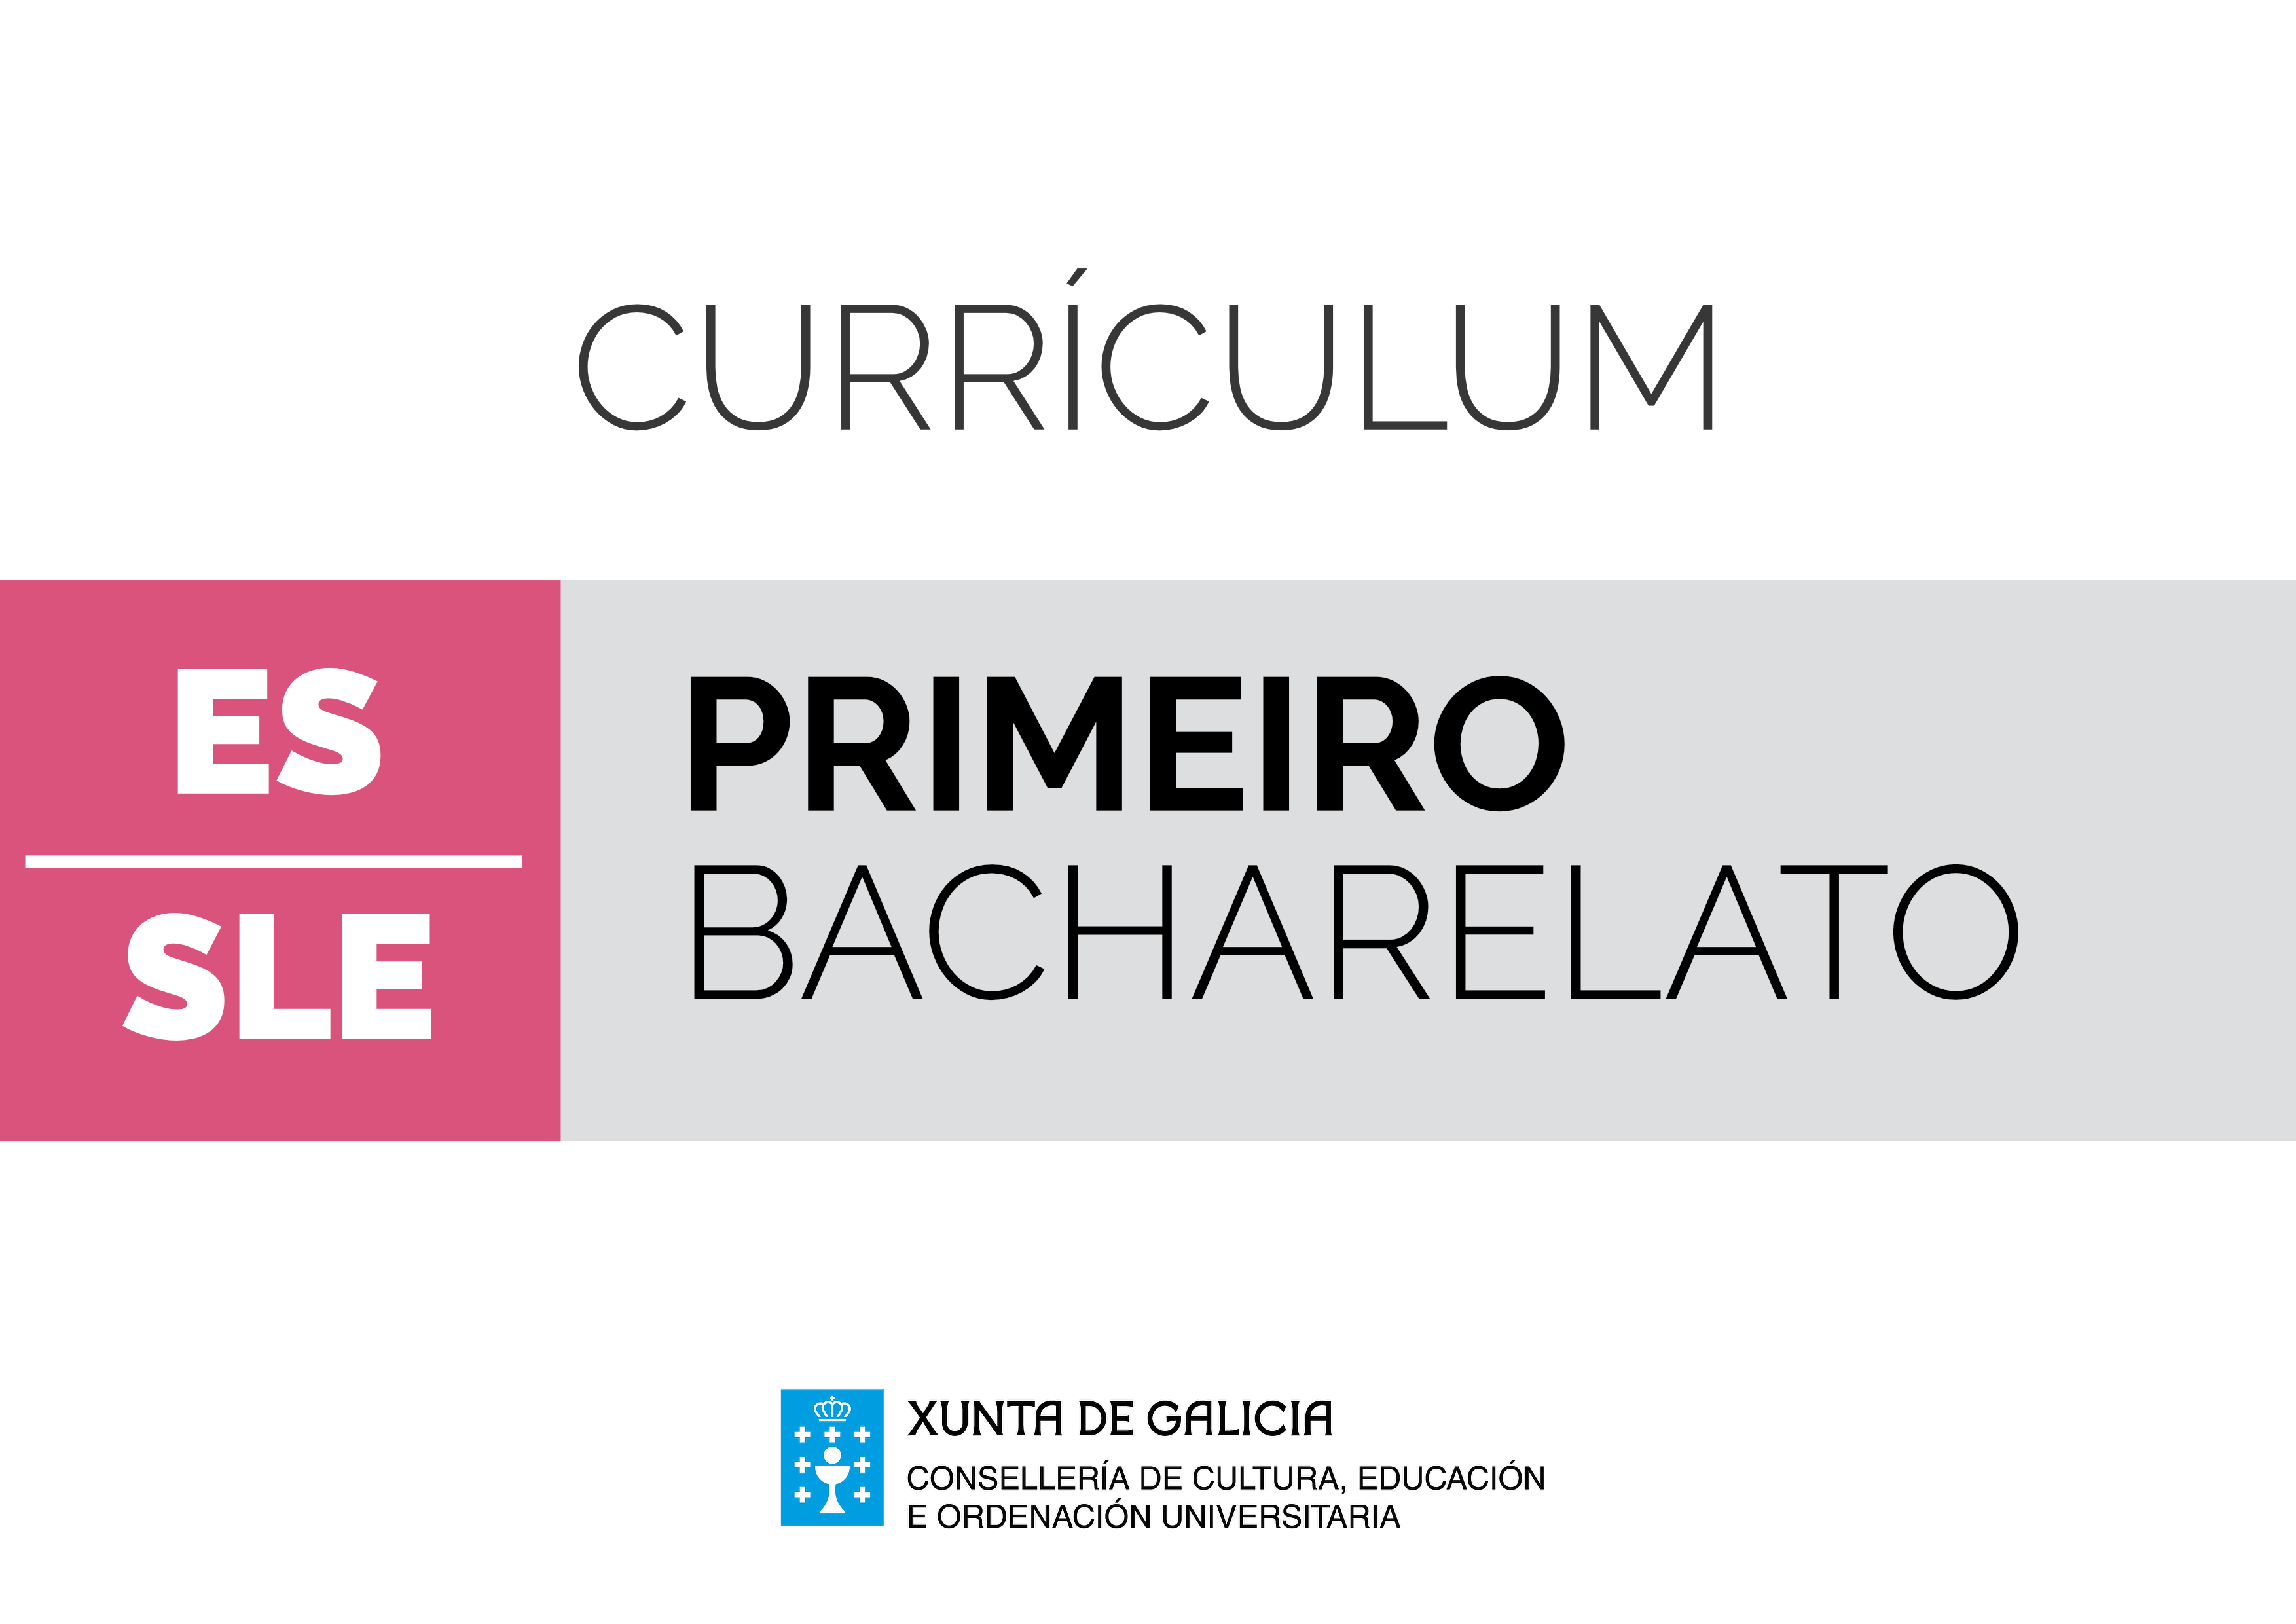 CURRÍCULUM
ES
SLE
PRIMEIRO
BACHARELATO
XUNTA DE GALICIA
CONSELLERÍA DE CULTURA, EDUCACIÓN
E ORDENACIÓN UNIVERSITARIA